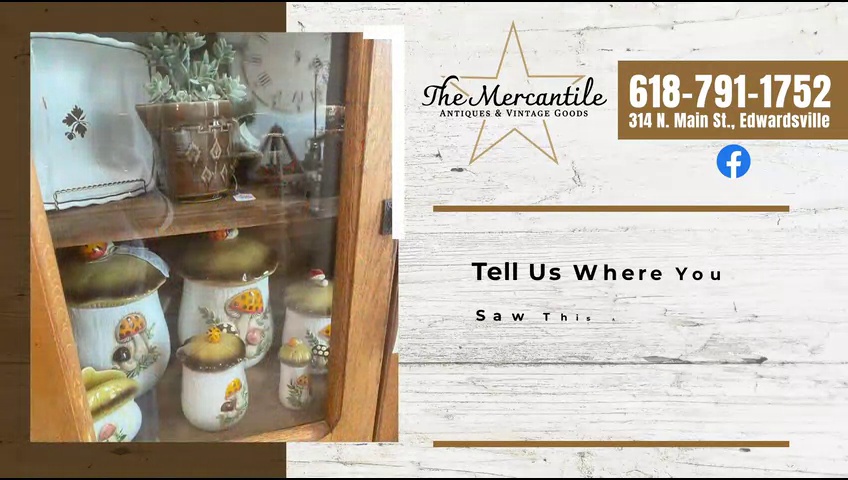 The Mercantile
ANTIQUES & VINTAGE GOODS
618-791-1752
314 N. Main St., Edwardsville
Tell Us Where You
Saw This